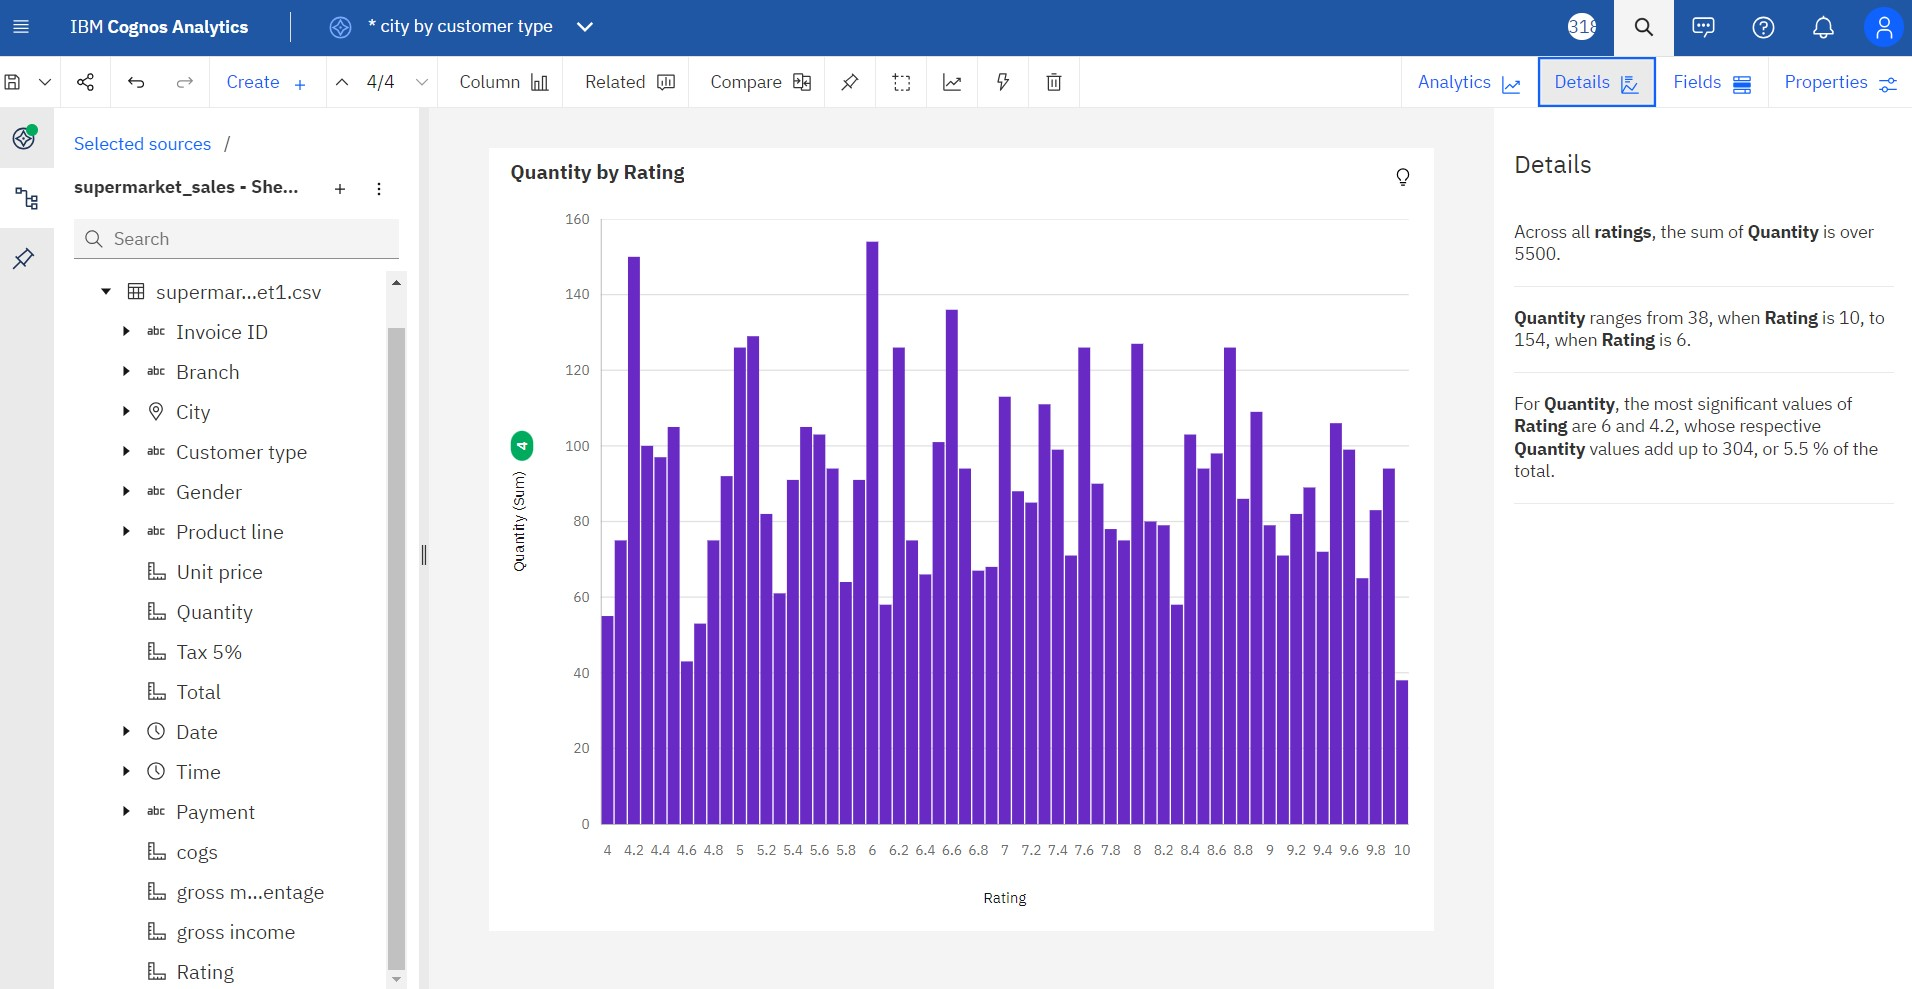 IBM Cognos Analytics
* city by customer type
318
Create +
4/4
Column
Related
Compare
Analytics
Details
Fields
Properties
Selected sources /
supermarket_sales - She...
Search
supermar...et1.csv
abc Invoice ID
abc Branch
City
abc Customer type
abc Gender
abc Product line
Unit price
Quantity
Tax 5%
Total
Date
Time
abc Payment
cogs
gross m...entage
gross income
Rating
Quantity by Rating
160
140
120
100
80
60
40
20
0
4
Quantity (Sum)
4 4.2 4.4 4.6 4.8 5 5.2 5.4 5.6 5.8 6 6.2 6.4 6.6 6.8 7 7.2 7.4 7.6 7.8 8 8.2 8.4 8.6 8.8 9 9.2 9.4 9.6 9.8 10
Rating
Details
Across all ratings, the sum of Quantity is over
5500.
Quantity ranges from 38, when Rating is 10, to
154, when Rating is 6.
For Quantity, the most significant values of
Rating are 6 and 4.2, whose respective
Quantity values add up to 304, or 5.5 % of the
total.